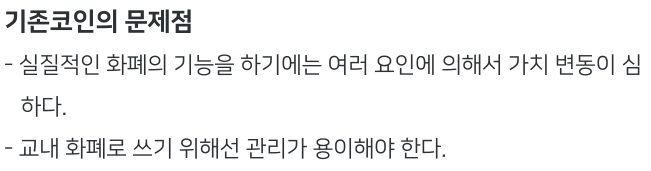 기존코인의 문제점
- 실질적인 화폐의 기능을 하기에는 여러 요인에 의해서 가치 변동이 심
하다.
- 교내 화폐로 쓰기 위해선 관리가 용이해야 한다.